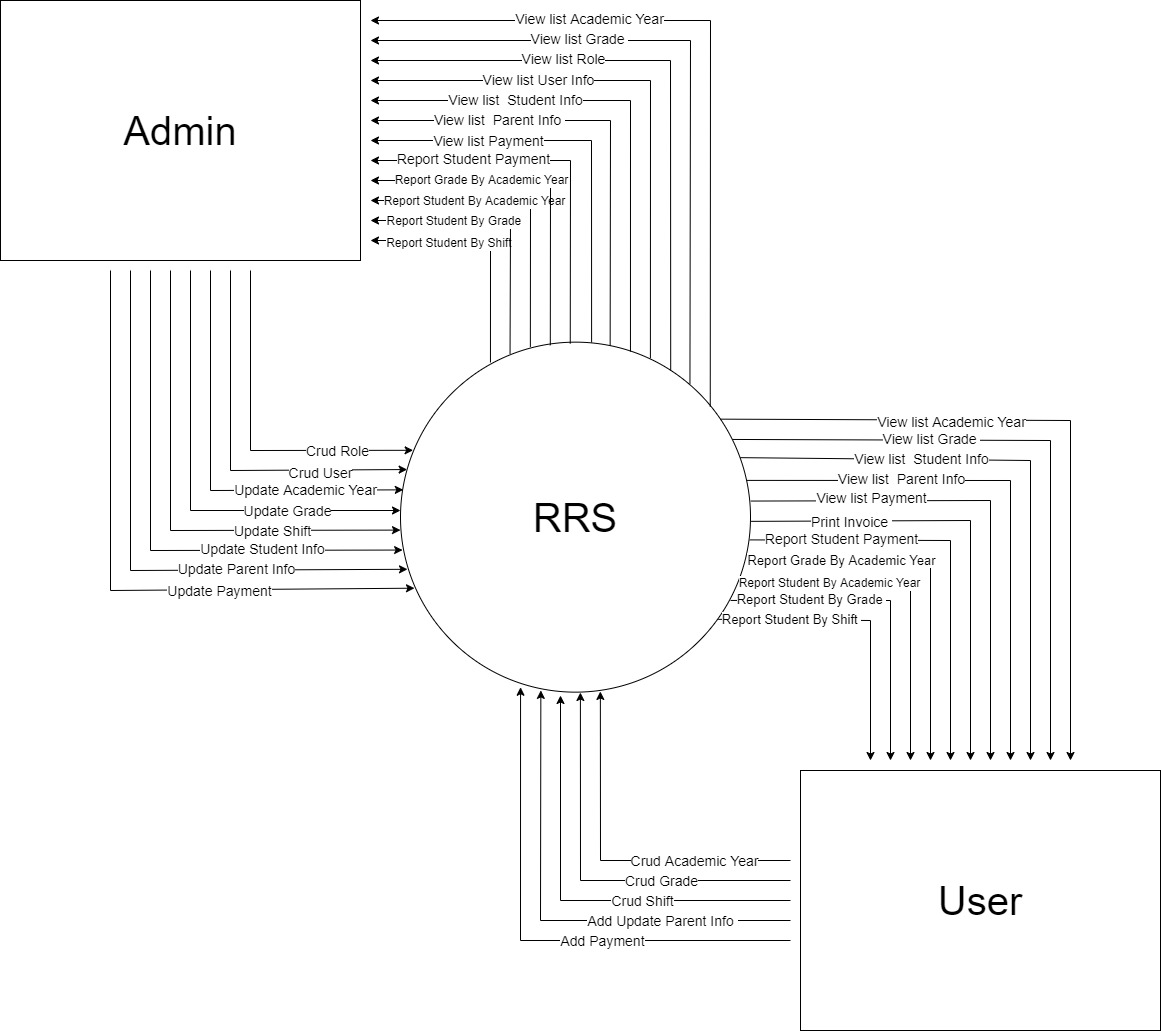 View list Academic Year
View list Grade
View list Role
View list User Info
View list  Student Info
View list  Parent Info
View list Payment
Report Student Payment
Report Grade By Academic Year
Report Student By Academic Year
Report Student By Grade
Report Student By Shift
Admin
Crud Role
Crud User
Update Academic Year
Update Grade
Update Shift
Update Student Info
Update Parent Info
Update Payment
RRS
View list Academic Year
View list Grade
View list  Student Info
View list  Parent Info
View list Payment
Print Invoice
Report Student Payment
Report Grade By Academic Year
Report Student By Academic Year
Report Student By Grade
Report Student By Shift
Crud Academic Year
Crud Grade
Crud Shift
Add Update Parent Info
Add Payment
User